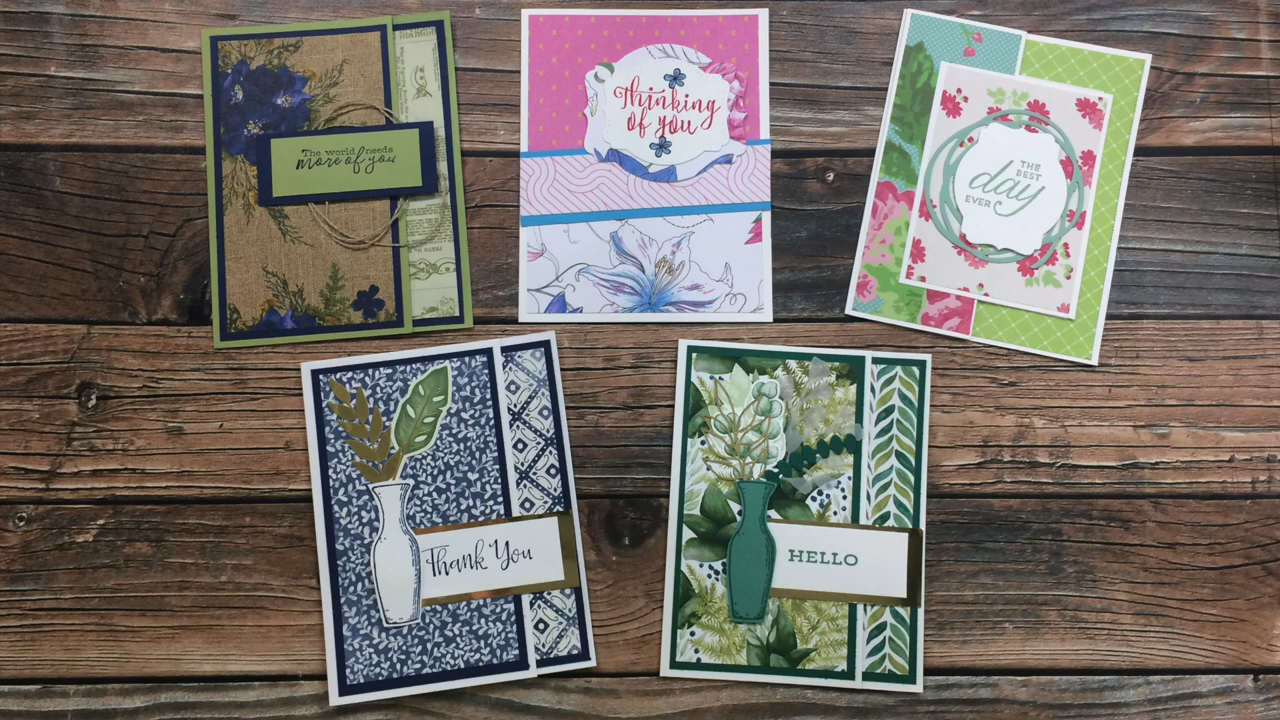 The world needs
more of you
Thinking
of you
THE
BEST
day
EVER
Thank You
HELLO